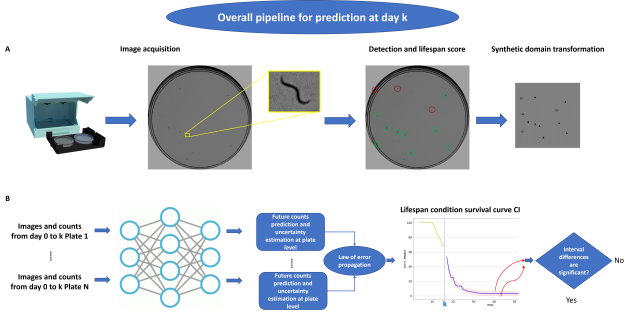 Overall pipeline for prediction at day k
A
Image acquisition
Detection and lifespan score
Synthetic domain transformation
B
Images and counts
from day 0 to k Plate 1
Images and counts
from day 0 to k Plate N
Future counts
prediction and
uncertainty
estimation at plate
level
Future counts
prediction and
uncertainty
estimation at plate
level
Law of error
propagation
Lifespan condition survival curve CI
k
Interval
differences
are
significant?
No
Yes